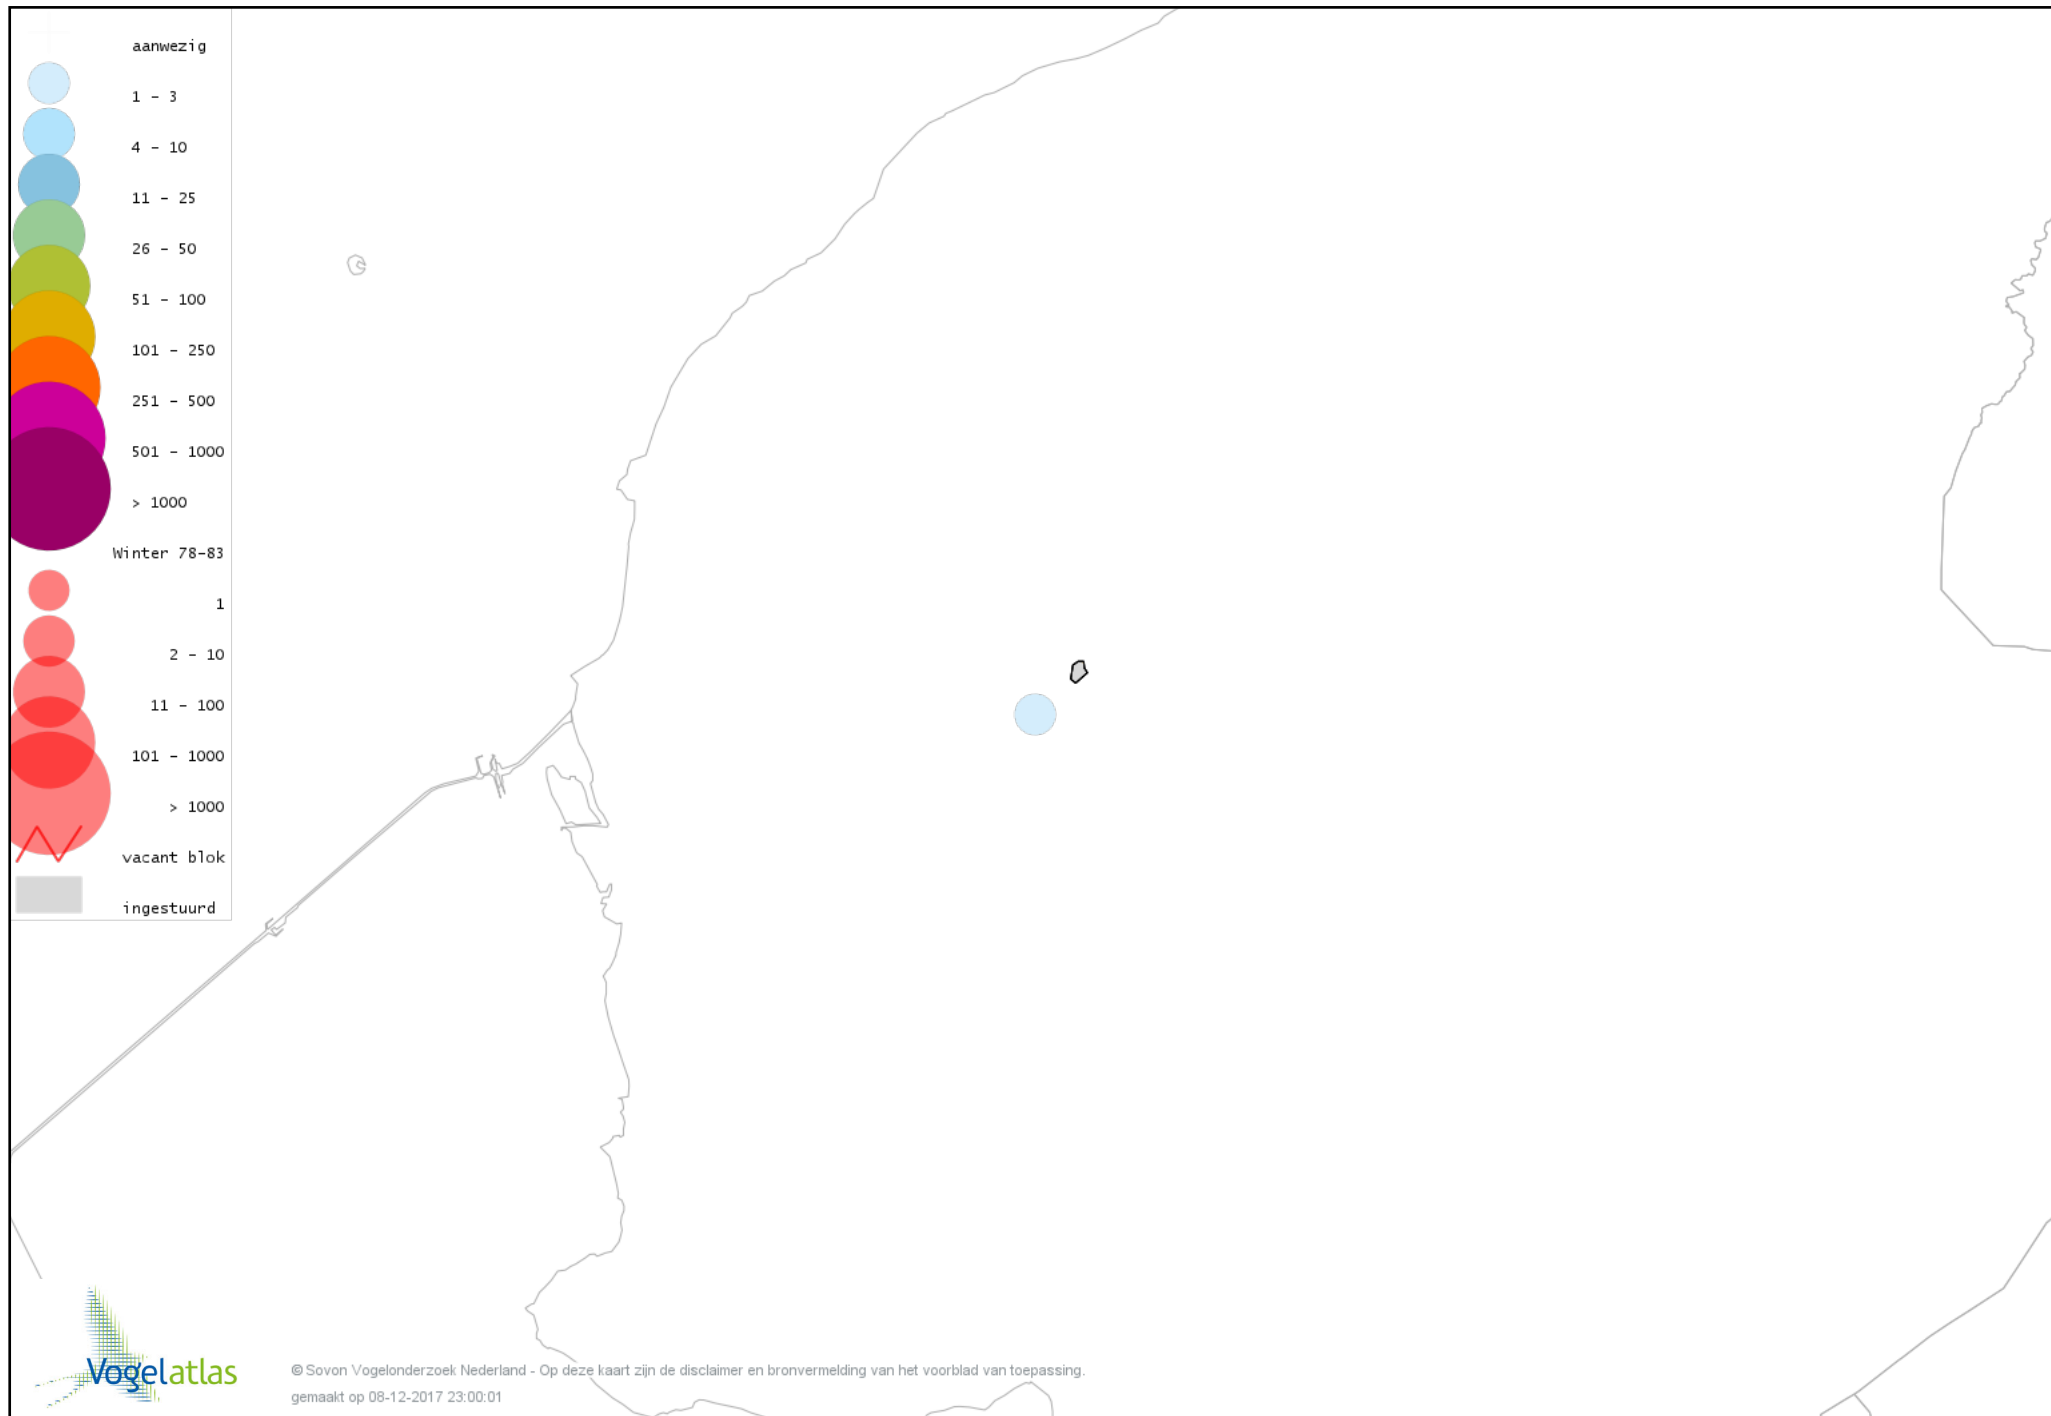 aanwezig
1 - 3
4 - 10
11 - 25
26 - 50
51 - 100
101 - 250
251 - 500
501 - 1000
> 1000
Winter 78-83
1
2 - 10
11 - 100
101 - 1000
> 1000
vacant blok
ingestuurd
Vogelatlas
© Sovon Vogelonderzoek Nederland - Op deze kaart zijn de disclaimer en bronvermelding van het voorblad van toepassing.
gemaakt op 08-12-2017 23:00:01